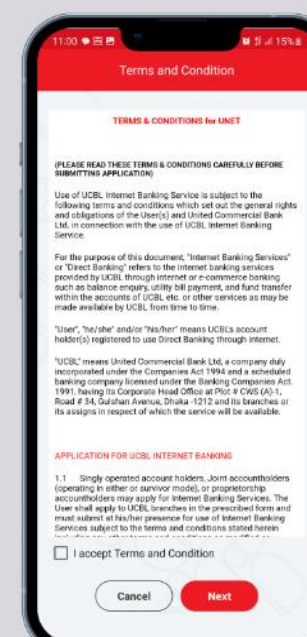 11:00 15%
Terms and Condition
TERMS & CONDITIONS for UNET
(PLEASE READ THESE TERMS & CONDITIONS CAREFULLY BEFORE
SUBMITTING APPLICATION)
Use of UCBL Internet Banking Service is subject to the
following terms and conditions which set out the general rights
and obligations of the User(s) and United Commercial Bank
Ltd, in connection with the use of UCBL Internet Banking
Service.
For the purpose of this document, "Internet Banking Services"
or "Direct Banking" refers to the internet banking services
provided by UCBL through internet or e-commerce banking
such as balance enquiry, utility bill payment, and fund transfer
within the accounts of UCBL etc. or other services as may be
made available by UCBL from time to time.
"User", "he/she" and/or "his/her" means UCBL's account
holder(s) registered to use Direct Banking through internet.
"UCBL" means United Commercial Bank Ltd, a company duly
incorporated under the Companies Act 1994 and a scheduled
banking company licensed under the Banking Companies Act
1991, having its Corporate Head Office at Plot # CWS (A)-1,
Road # 34, Gulshan Avenue, Dhaka -1212 and its branches or
its assigns in respect of which the service will be available.
APPLICATION FOR UCBL INTERNET BANKING
1.1 Singly operated account holders, Joint accountholders
(operating in either or survivor mode), or proprietorship
accountholders may apply for Internet Banking Services. The
User shall apply to UCBL branches in the prescribed form and
must submit at his/her presence for use of Internet Banking
Services subject to the terms and conditions stated herein
I accept Terms and Condition
Cancel Next